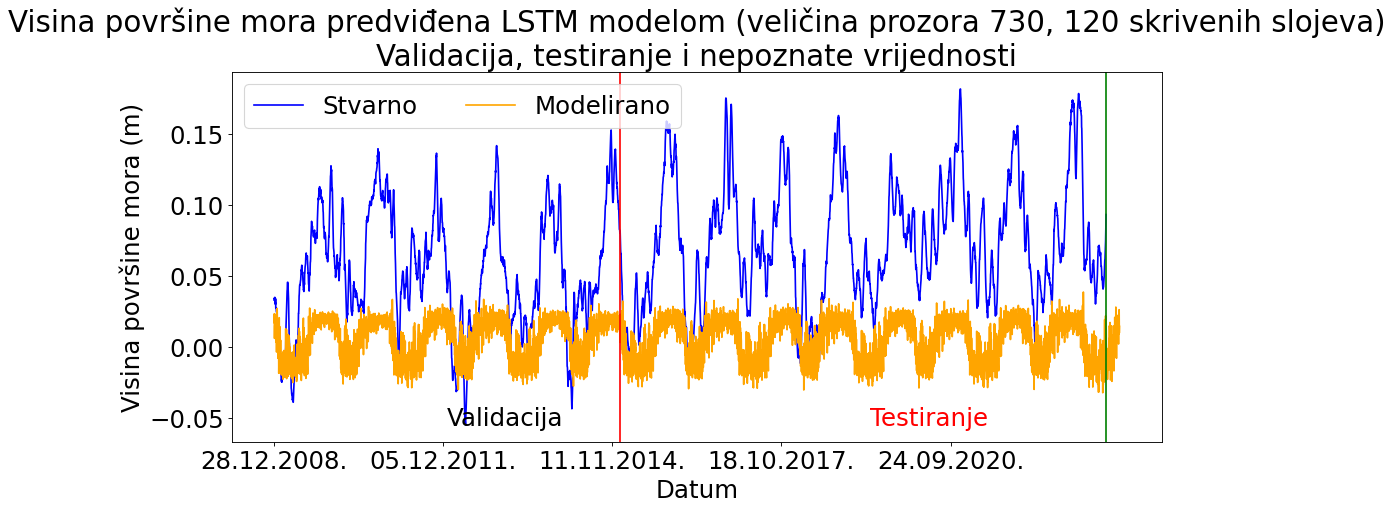 Visina površine mora predviđena LSTM modelom (veličina prozora 730, 120 skrivenih slojeva)
Validacija, testiranje i nepoznate vrijednosti
Stvarno Modelirano
Visina površine mora (m)
0.15
0.10
0.05
0.00
−0.05
Validacija Testiranje
28.12.2008. 05.12.2011. 11.11.2014. 18.10.2017. 24.09.2020.
Datum